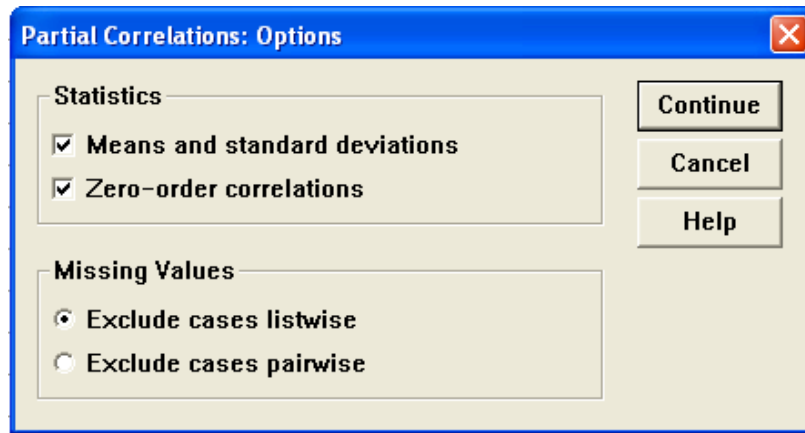 Partial Correlations: Options
Statistics
Means and standard deviations
Zero-order correlations
Missing Values
Exclude cases listwise
Exclude cases pairwise
Continue
Cancel
Help